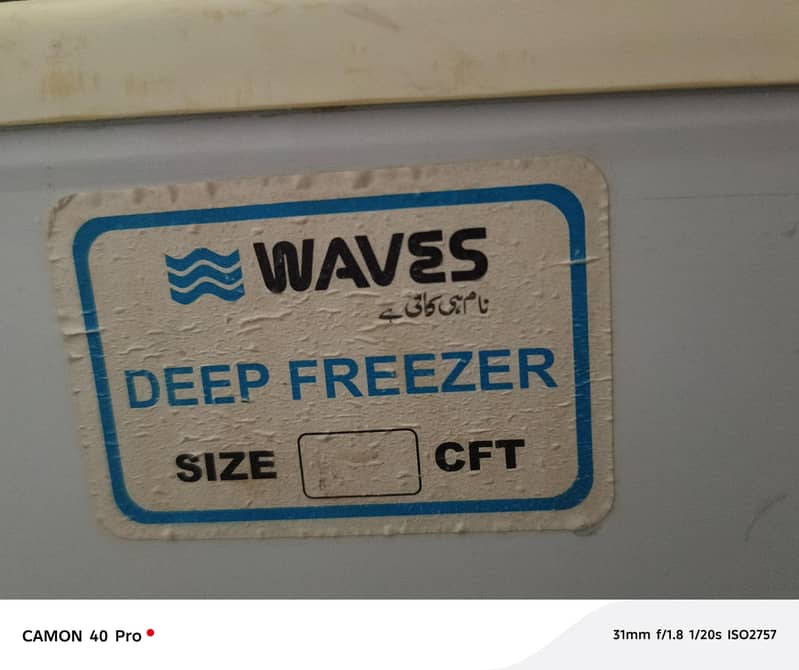 WAVES
نام ہی کافی ہے
DEEP FREEZER
SIZE CFT
CAMON 40 Pro
31mm f/1.8 1/20s ISO2757